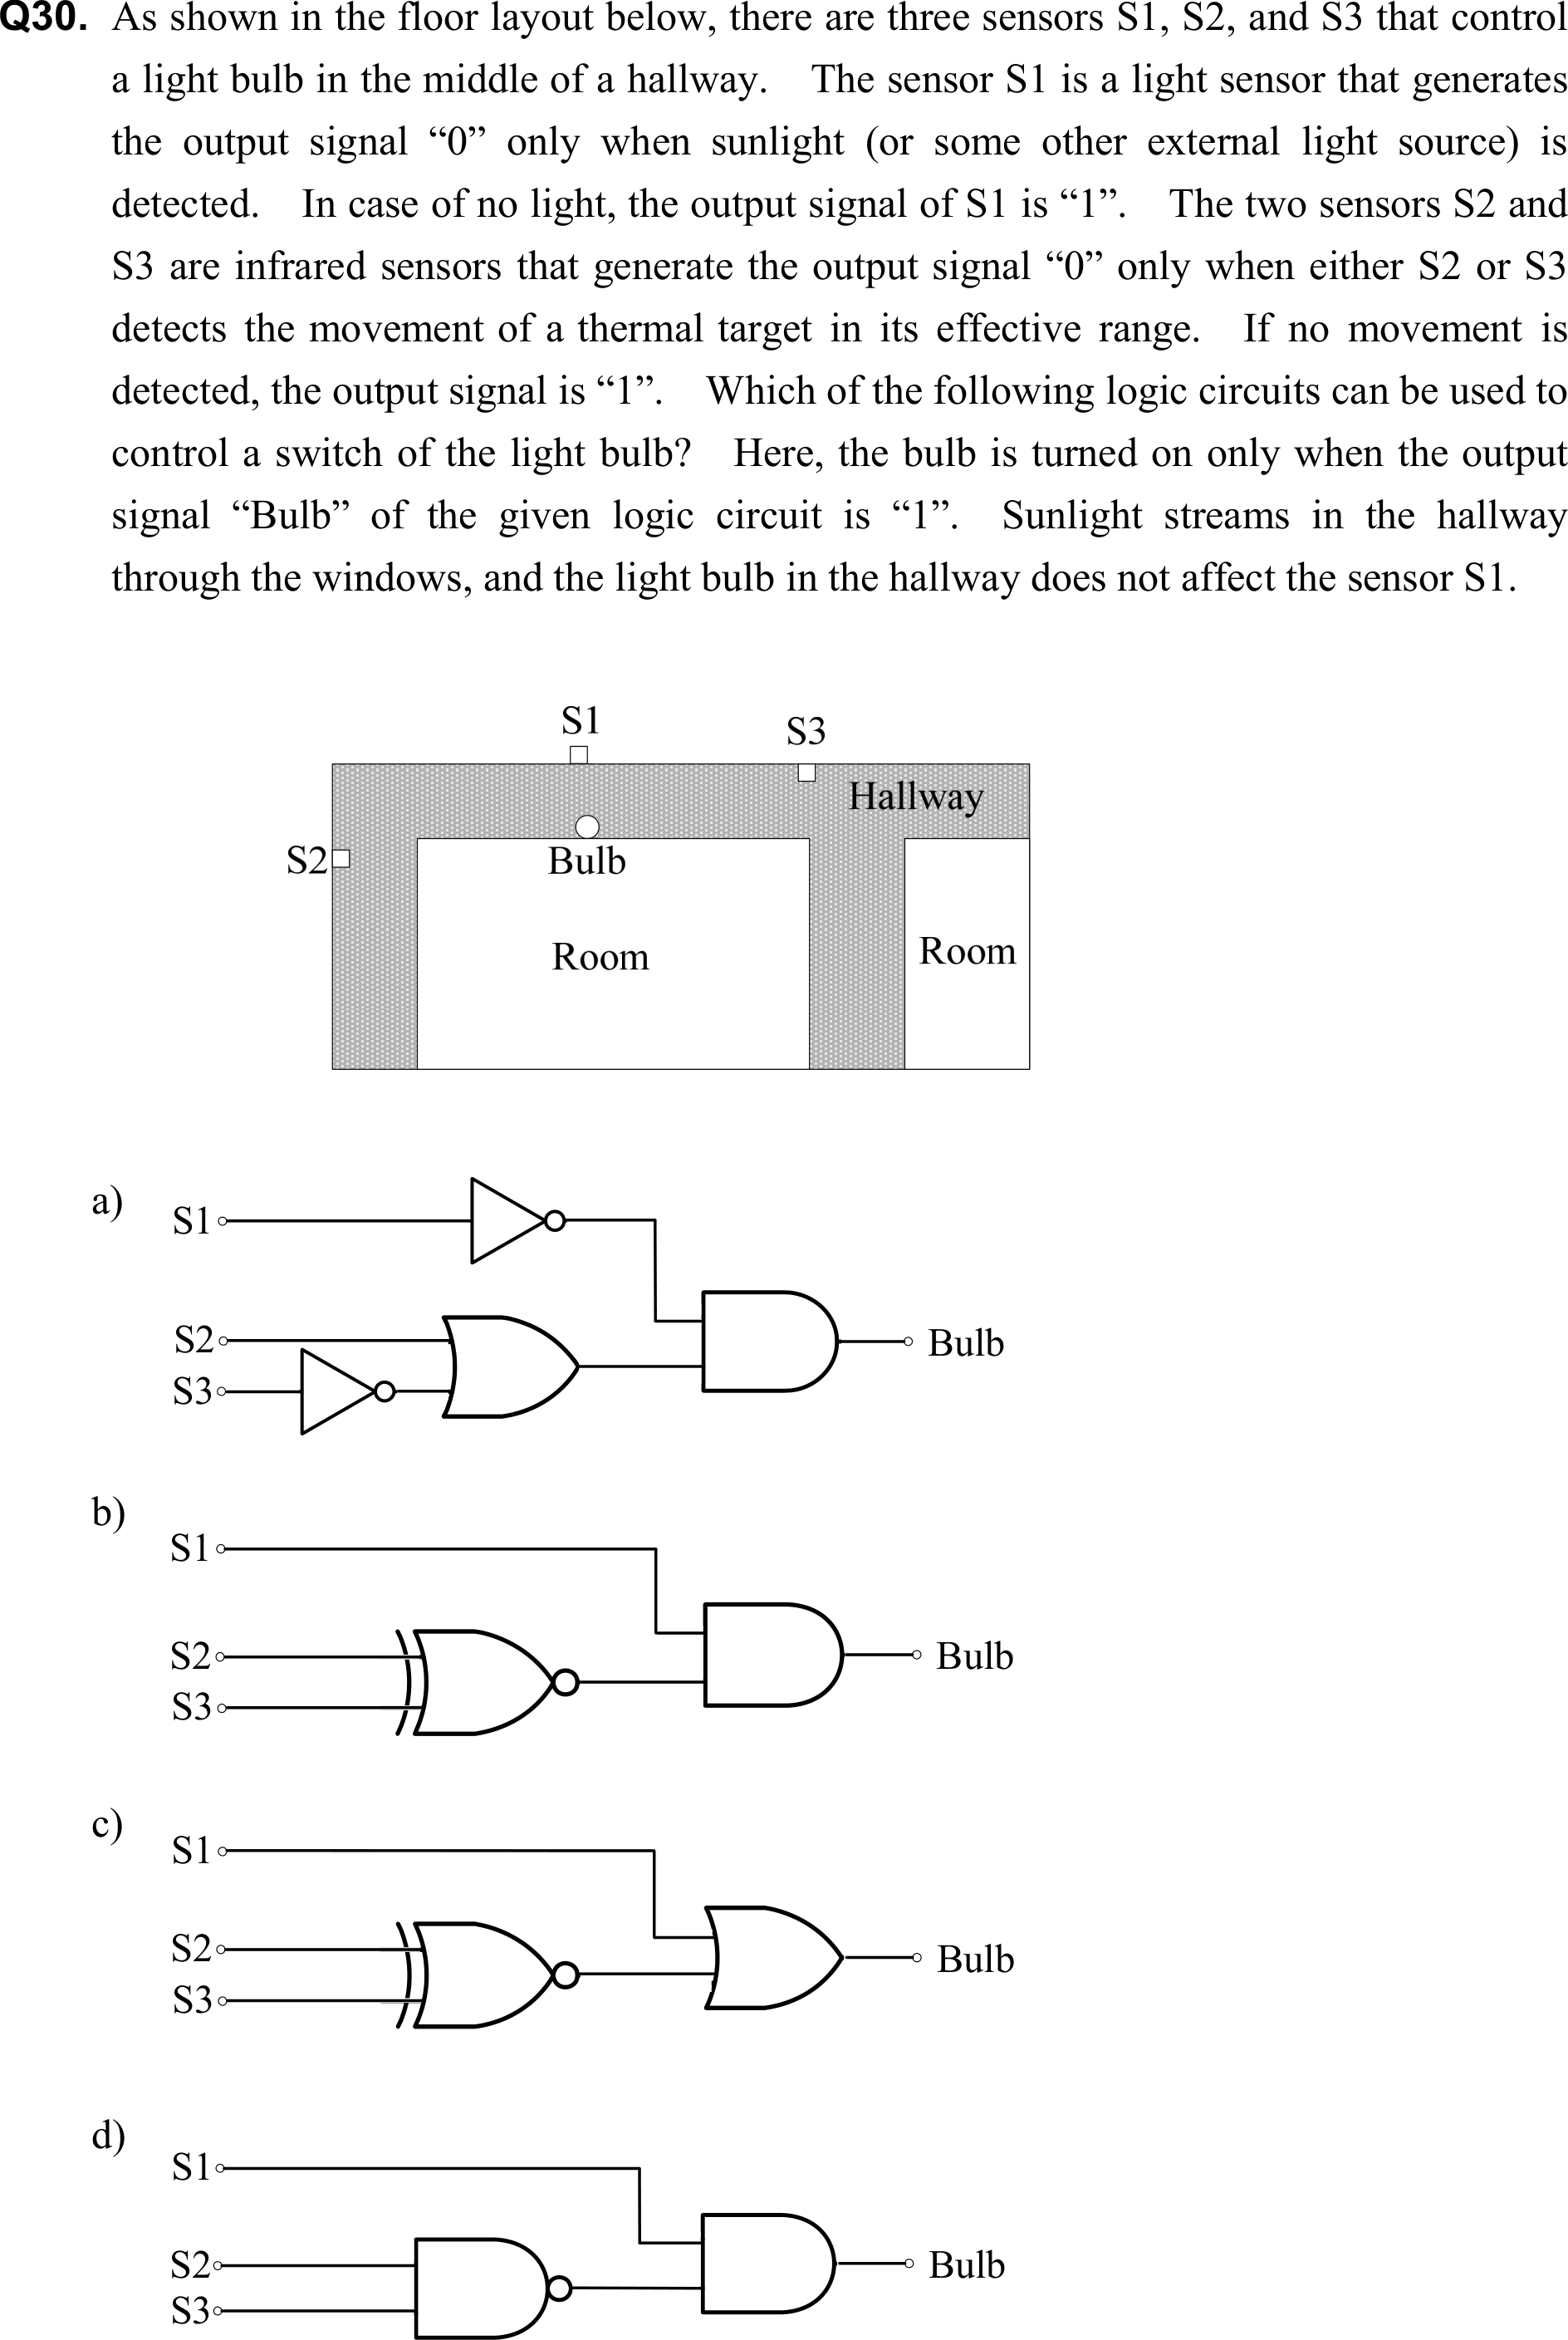 Q30. As shown in the floor layout below, there are three sensors S1, S2, and S3 that control
a light bulb in the middle of a hallway. The sensor S1 is a light sensor that generates
the output signal “0” only when sunlight (or some other external light source) is
detected. In case of no light, the output signal of S1 is “1”. The two sensors S2 and
S3 are infrared sensors that generate the output signal “0” only when either S2 or S3
detects the movement of a thermal target in its effective range. If no movement is
detected, the output signal is “1”. Which of the following logic circuits can be used to
control a switch of the light bulb? Here, the bulb is turned on only when the output
signal “Bulb” of the given logic circuit is “1”. Sunlight streams in the hallway
through the windows, and the light bulb in the hallway does not affect the sensor S1.
S1
S3
Hallway
S2
Bulb
Room
Room
a)
S1
S2
Bulb
S3
b)
S1
S2
Bulb
S3
c)
S1
S2
Bulb
S3
d)
S1
S2
Bulb
S3